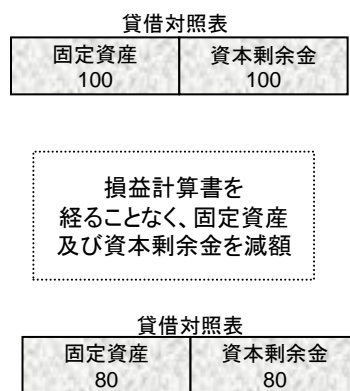 貸借対照表
固定資産 資本剰余金
100 100
損益計算書を
経ることなく、固定資産
及び資本剰余金を減額
貸借対照表
固定資産 資本剰余金
80 80